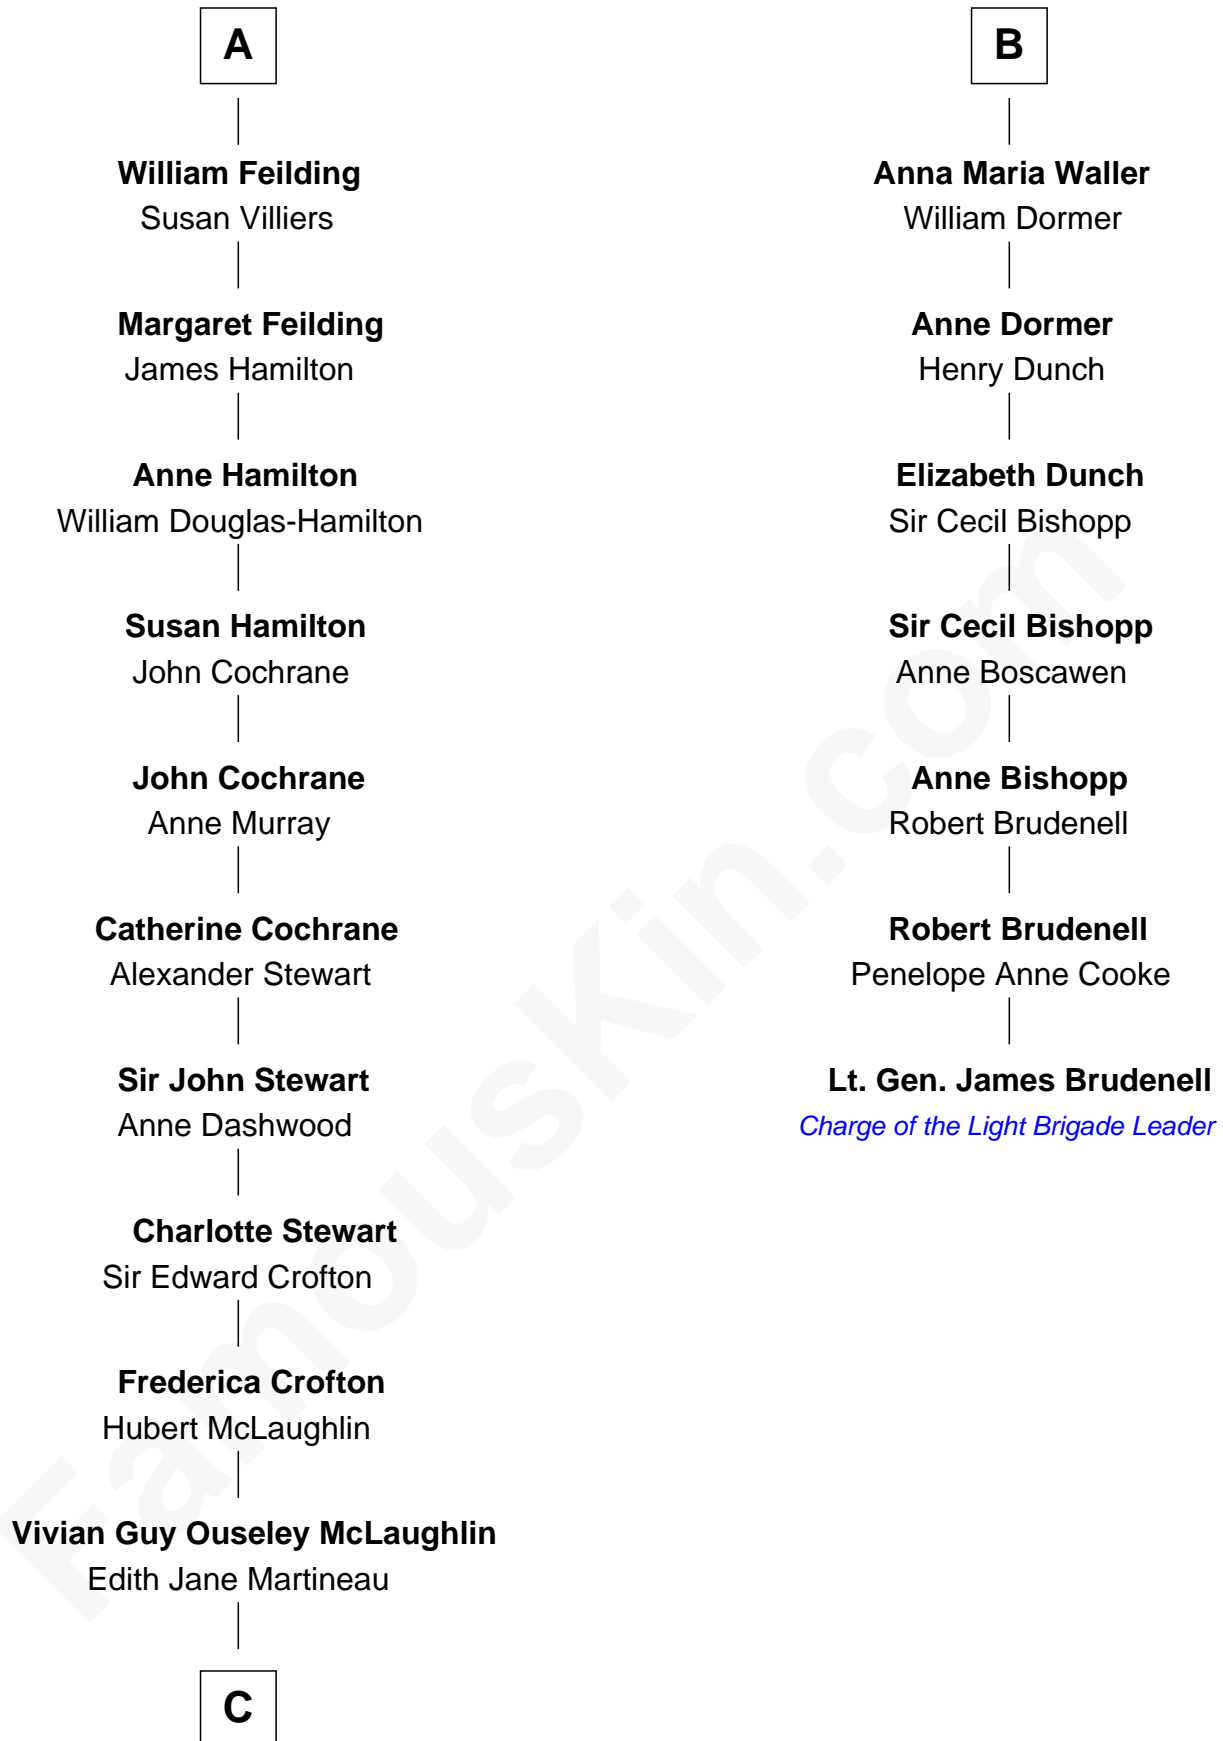 A
William Feilding
Susan Villiers
Margaret Feilding
James Hamilton
Anne Hamilton
William Douglas-Hamilton
Susan Hamilton
John Cochrane
John Cochrane
Anne Murray
Catherine Cochrane
Alexander Stewart
Sir John Stewart
Anne Dashwood
Charlotte Stewart
Sir Edward Crofton
Frederica Crofton
Hubert McLaughlin
Vivian Guy Ouseley McLaughlin
Edith Jane Martineau
C
B
Anna Maria Waller
William Dormer
Anne Dormer
Henry Dunch
Elizabeth Dunch
Sir Cecil Bishopp
Sir Cecil Bishopp
Anne Boscawen
Anne Bishopp
Robert Brudenell
Robert Brudenell
Penelope Anne Cooke
Lt. Gen. James Brudenell
Charge of the Light Brigade Leader
FamousKin.com